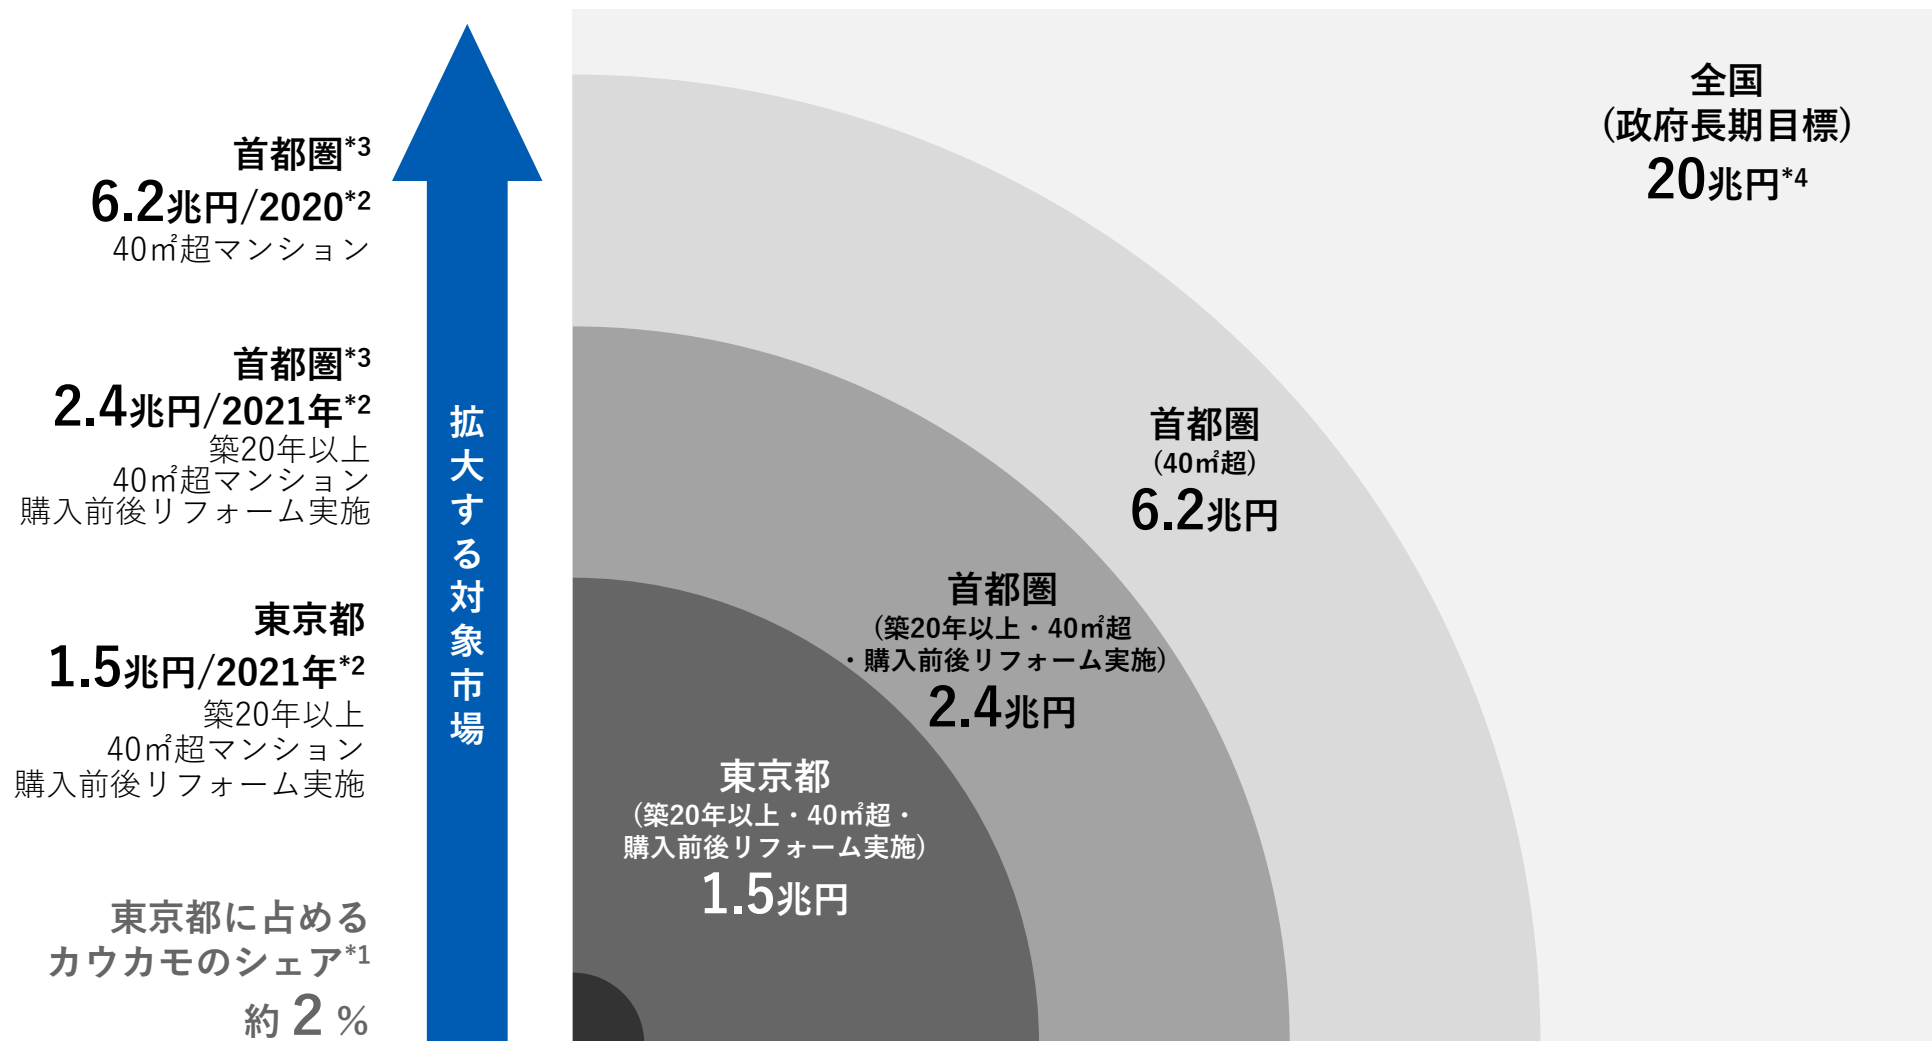 首都圏*3
6.2兆円/2020*2
40㎡超マンション
首都圏*3
2.4兆円/2021年*2
築20年以上
40㎡超マンション
購入前後リフォーム実施
東京都
1.5兆円/2021年*2
築20年以上
40㎡超マンション
購入前後リフォーム実施
東京都に占める
カウカモのシェア*1
約 2 %
拡大する対象市場
全国
(政府長期目標)
20兆円*4
首都圏
(40㎡超)
6.2兆円
首都圏
(築20年以上・40㎡超
・購入前後リフォーム実施)
2.4兆円
東京都
(築20年以上・40㎡超・
購入前後リフォーム実施)
1.5兆円